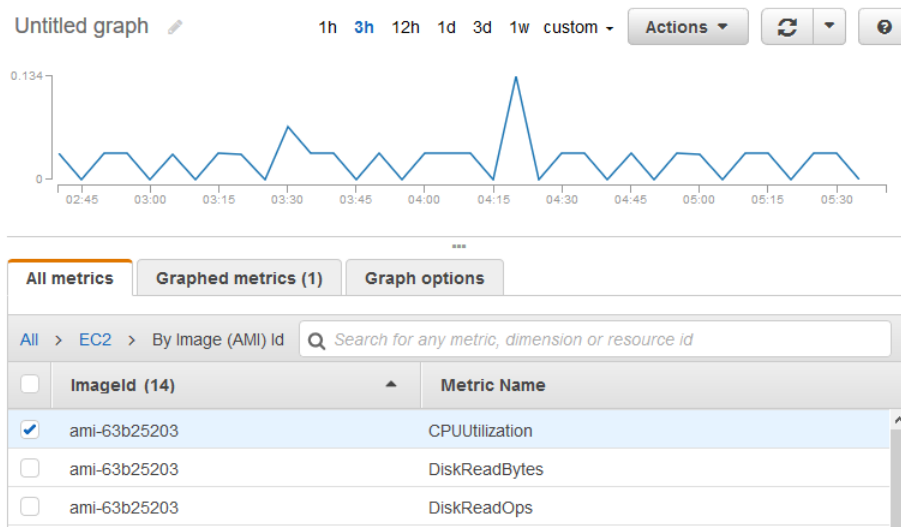 Untitled graph 1h 3h 12h 1d 3d 1w custom Actions ?
0.134
0
02:45 03:00 03:15 03:30 03:45 04:00 04:15 04:30 04:45 05:00 05:15 05:30
All metrics Graphed metrics (1) Graph options
All > EC2 > By Image (AMI) Id Search for any metric, dimension or resource id
ImageId (14) Metric Name
ami-63b25203 CPUUtilization
ami-63b25203 DiskReadBytes
ami-63b25203 DiskReadOps